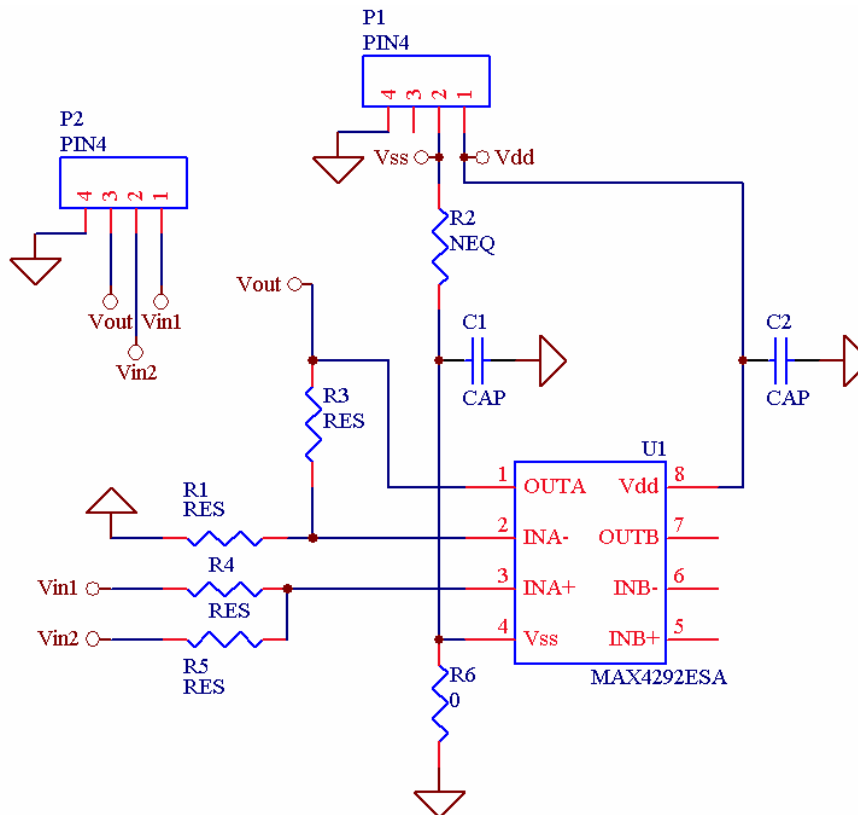 P1
PIN4
4 3 2 1
P2
PIN4
4 3 2 1
Vss
Vdd
R2
NEQ
Vout
Vout
Vin1
Vin2
C1
CAP
C2
CAP
R3
RES
U1
1 OUTA
Vdd 8
R1
RES
2 INA-
OUTB 7
Vin1
R4
RES
3 INA+
INB- 6
Vin2
R5
RES
4 Vss
INB+ 5
R6
0
MAX4292ESA